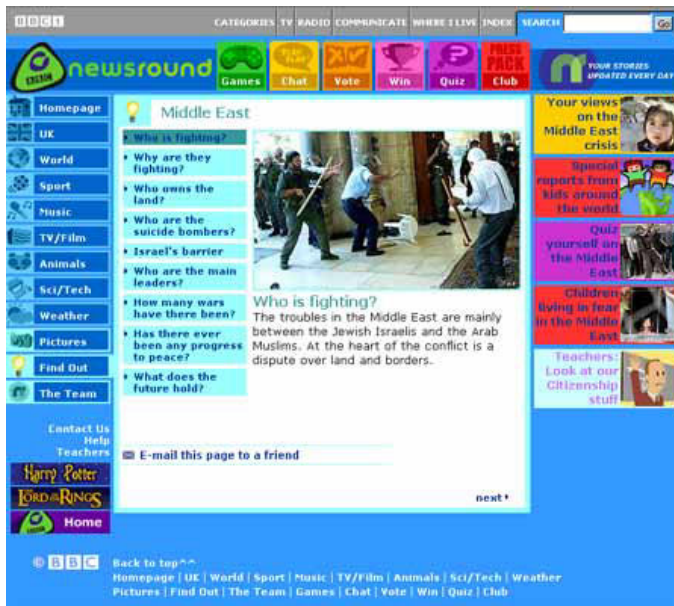 BBC
CATEGORIES TV RADIO COMMUNICATE WHERE I LIVE INDEX SEARCH Go
CBBC newsround
Games Chat Vote Win Quiz PRESS PACK Club
YOUR STORIES
UPDATED EVERY DAY
Homepage
UK
World
Sport
Music
TV/Film
Animals
Sci/Tech
Weather
Pictures
Find Out
The Team
Contact Us
Help
Teachers
Harry Potter
LORD OF THE RINGS
CBBC Home
Middle East
Who is fighting?
Why are they
fighting?
Who owns the
land?
Who are the
suicide bombers?
Israel's barrier
Who are the main
leaders?
How many wars
have there been?
Has there ever
been any progress
to peace?
What does the
future hold?
Who is fighting?
The troubles in the Middle East are mainly
between the Jewish Israelis and the Arab
Muslims. At the heart of the conflict is a
dispute over land and borders.
E-mail this page to a friend
next
Your views
on the
Middle East
crisis
Special
reports from
kids around
the world
Quiz
yourself on
the Middle
East
Children
living in fear
in the Middle
East
Teachers:
Look at our
Citizenship
stuff
© BBC
Back to top^^
Homepage | UK | World | Sport | Music | TV/Film | Animals | Sci/Tech | Weather
Pictures | Find Out | The Team | Games | Chat | Vote | Win | Quiz | Club